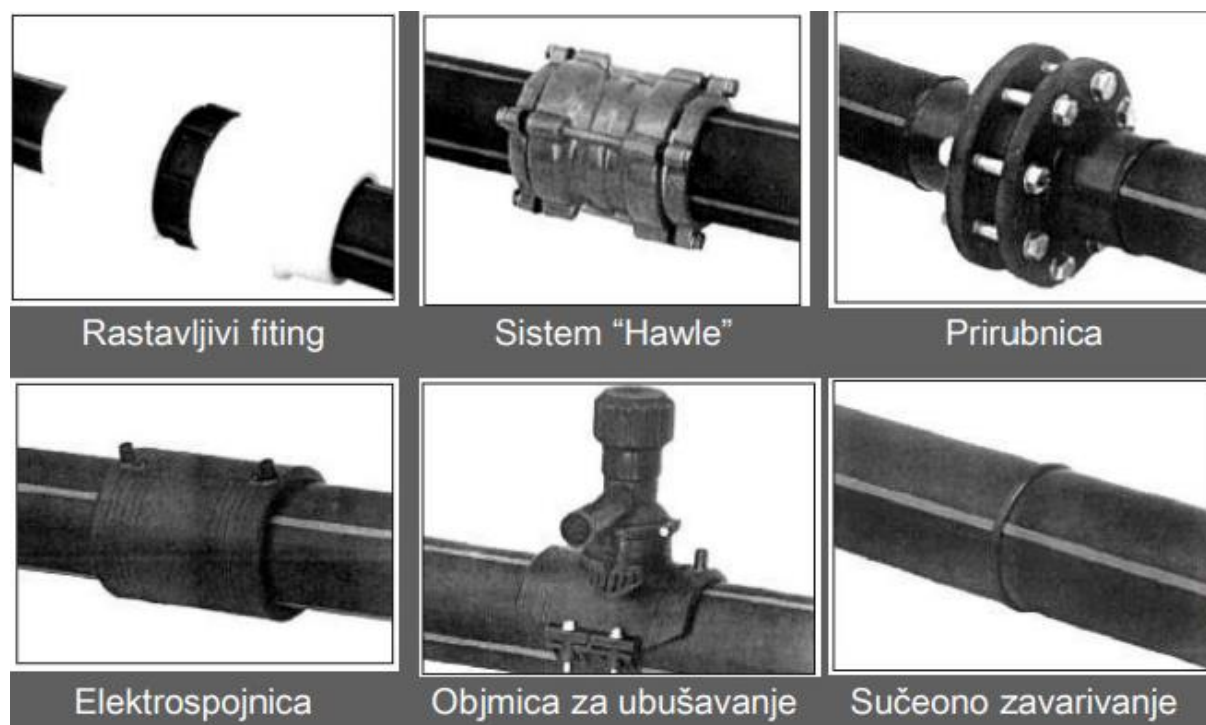 Rastavljivi fiting
Sistem “Hawle”
Prirubnica
Elektrospojnica
Objmica za ubušavanje
Sučeono zavarivanje